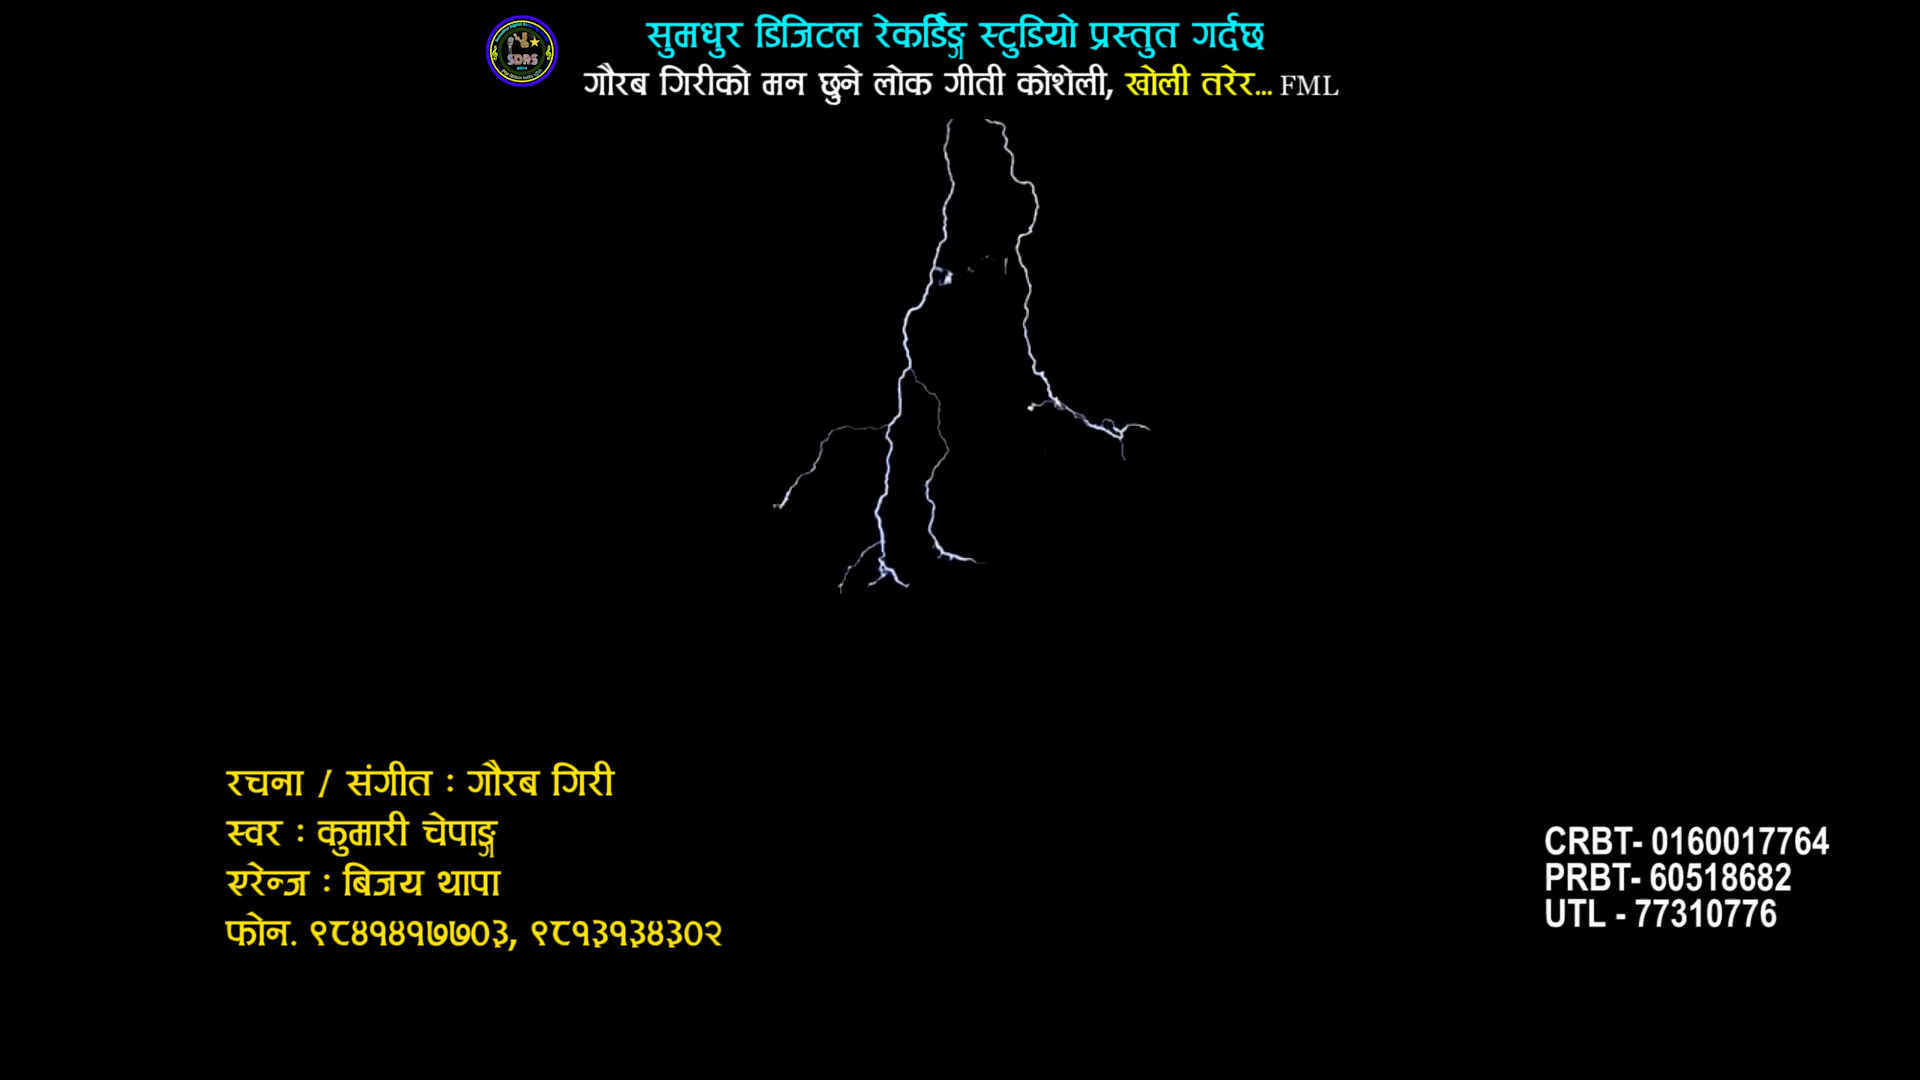 सुमधुर डिजिटल रेकर्डिङ्ग स्टुडियो प्रस्तुत गर्दछ
गौरब गिरीको मन छुने लोक गीती कोशेली, खोली तरेर... FML
SDRS
रचना / संगीत : गौरब गिरी
स्वर : कुमारी चेपाङ्ग
एरेन्ज : बिजय थापा
फोन. ९८४१४१७७०३, ९८१३१३४३०२
CRBT- 0160017764
PRBT- 60518682
UTL - 77310776